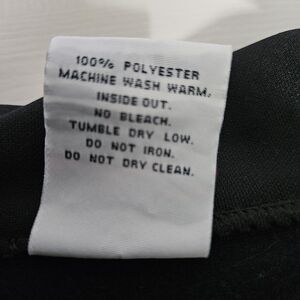 100% POLYESTER
MACHINE WASH WARM,
INSIDE OUT.
NO BLEACH.
TUMBLE DRY LOW.
DO NOT IRON.
DO NOT DRY CLEAN.